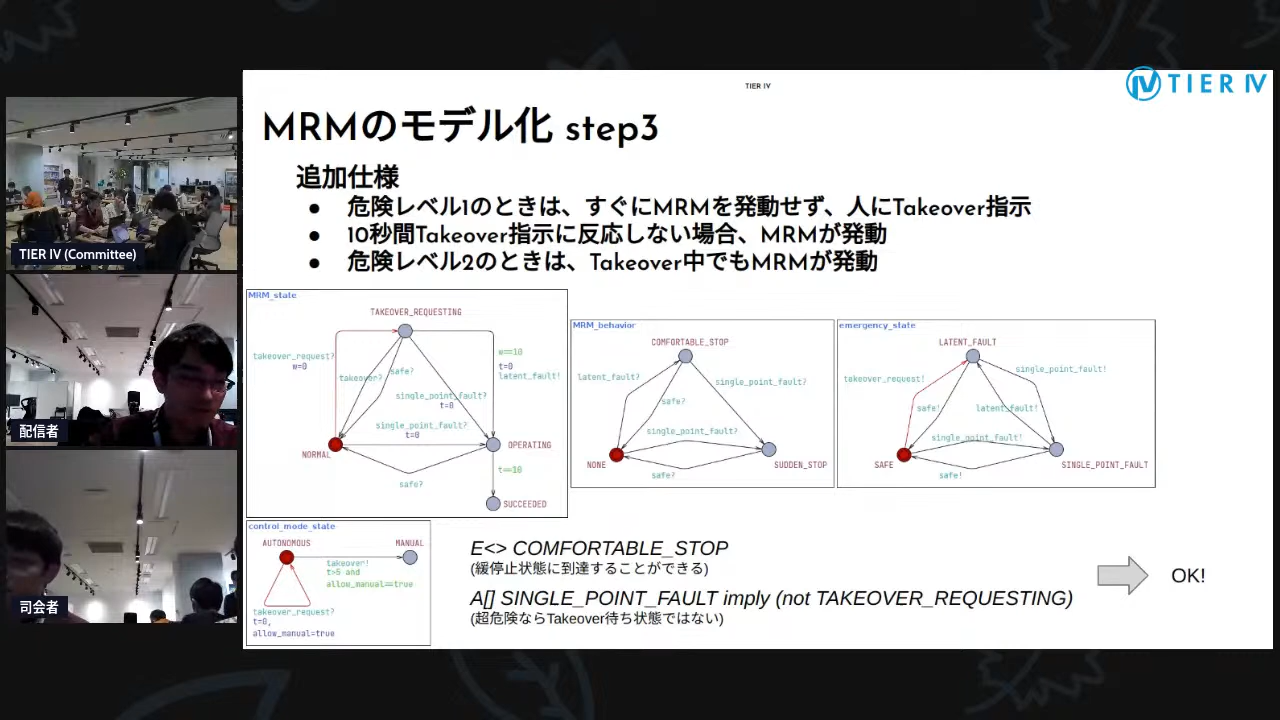 TIER IV
TIER IV
MRMのモデル化 step3
追加仕様
● 危険レベル1のときは、すぐにMRMを発動せず、人にTakeover指示
● 10秒間Takeover指示に反応しない場合、MRMが発動
● 危険レベル2のときは、Takeover中でもMRMが発動
TIER IV (Committee)
配信者
司会者
MRM_state
TAKEOVER_REQUESTING
takeover_request?
w=0
takeover?
safe?
w==10
t=0
latent_fault!
single_point_fault?
t=0
single_point_fault?
t=0
NORMAL
OPERATING
safe?
t==10
SUCCEEDED
MRM_behavior
COMFORTABLE_STOP
latent_fault?
single_point_fault?
safe?
single_point_fault?
NONE
SUDDEN_STOP
safe?
emergency_state
LATENT_FAULT
takeover_request!
single_point_fault!
safe!
latent_fault!
single_point_fault!
SAFE
SINGLE_POINT_FAULT
safe!
control_mode_state
AUTONOMOUS
MANUAL
takeover!
t>5 and
allow_manual==true
takeover_request?
t=0,
allow_manual=true
E<> COMFORTABLE_STOP
(緩停止状態に到達することができる)
A[] SINGLE_POINT_FAULT imply (not TAKEOVER_REQUESTING)
(超危険ならTakeover待ち状態ではない)
OK!